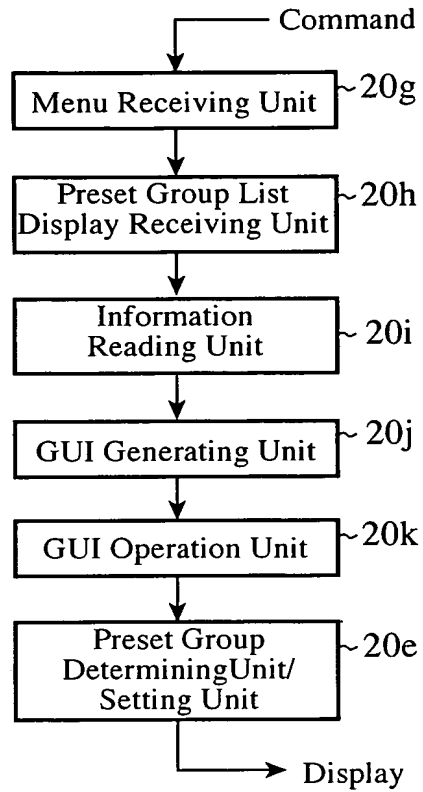 Command
Menu Receiving Unit
20g
Preset Group List
Display Receiving Unit
20h
Information
Reading Unit
20i
GUI Generating Unit
20j
GUI Operation Unit
20k
Preset Group
DeterminingUnit/
Setting Unit
20e
Display